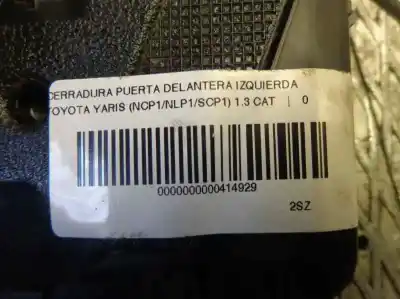 CERRADURA PUERTA DELANTERA IZQUIERDA
TOYOTA YARIS (NCP1/NLP1/SCP1) 1.3 CAT | 0
0000000000414929
2SZ